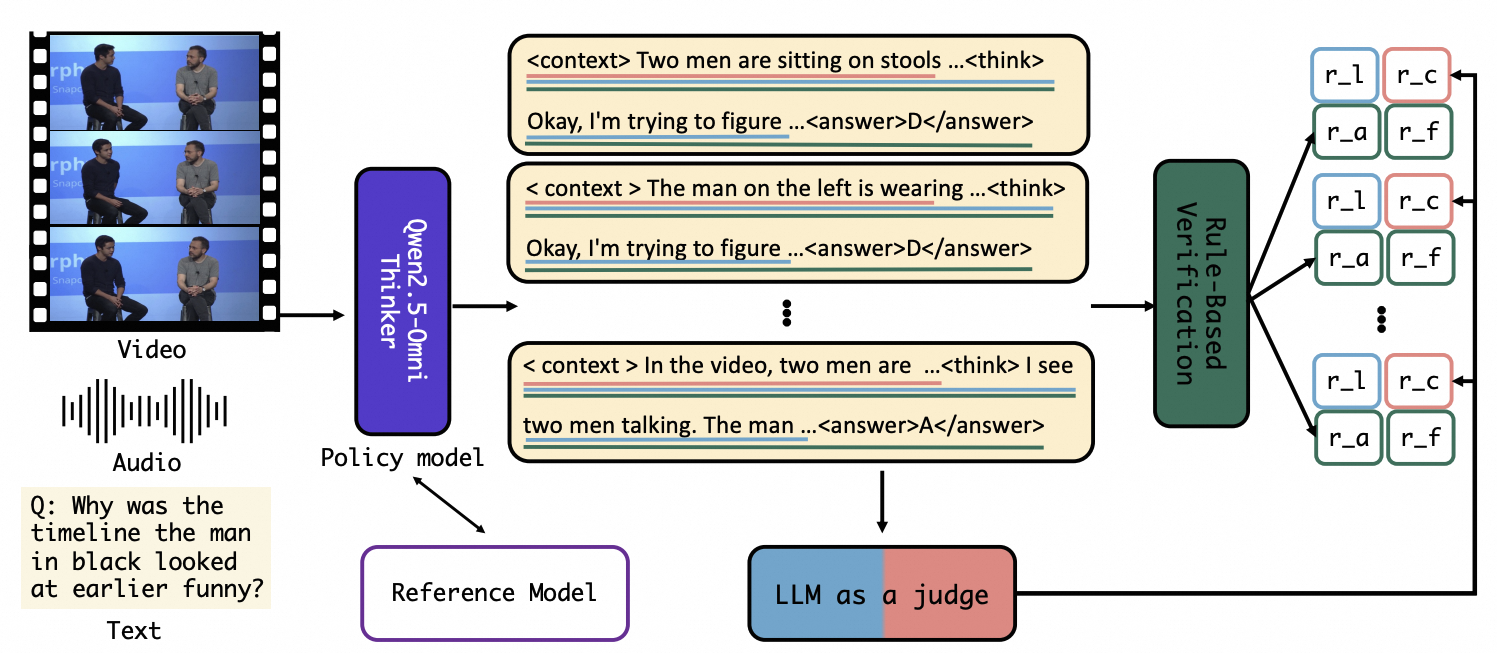 rph
Snapc
rph
Snapc
rph
Snapc
Video
Audio
Q: Why was the
timeline the man
in black looked
at earlier funny?
Text
Qwen2.5-Omni
Thinker
Policy model
Reference Model
<context> Two men are sitting on stools ...<think>
Okay, I'm trying to figure ...<answer>D</answer>
< context > The man on the left is wearing ...<think>
Okay, I'm trying to figure ...<answer>D</answer>
< context > In the video, two men are ...<think> I see
two men talking. The man ...<answer>A</answer>
LLM as a judge
Rule-Based
Verification
r_l r_c
r_a r_f
r_l r_c
r_a r_f
r_l r_c
r_a r_f